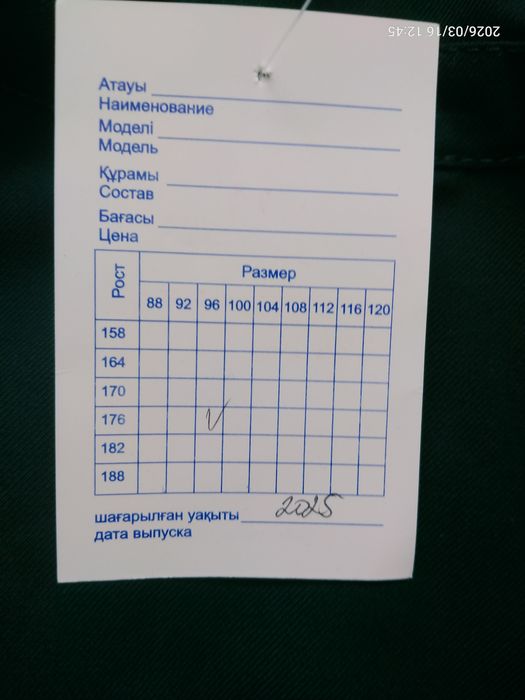 2026/03/16 12:45
Атауы
Наименование
Моделі
Модель
Құрамы
Состав
Бағасы
Цена
Рост Размер
88 92 96 100 104 108 112 116 120
158
164
170
176 V
182
188
шағарылған уақыты 2025
дата выпуска